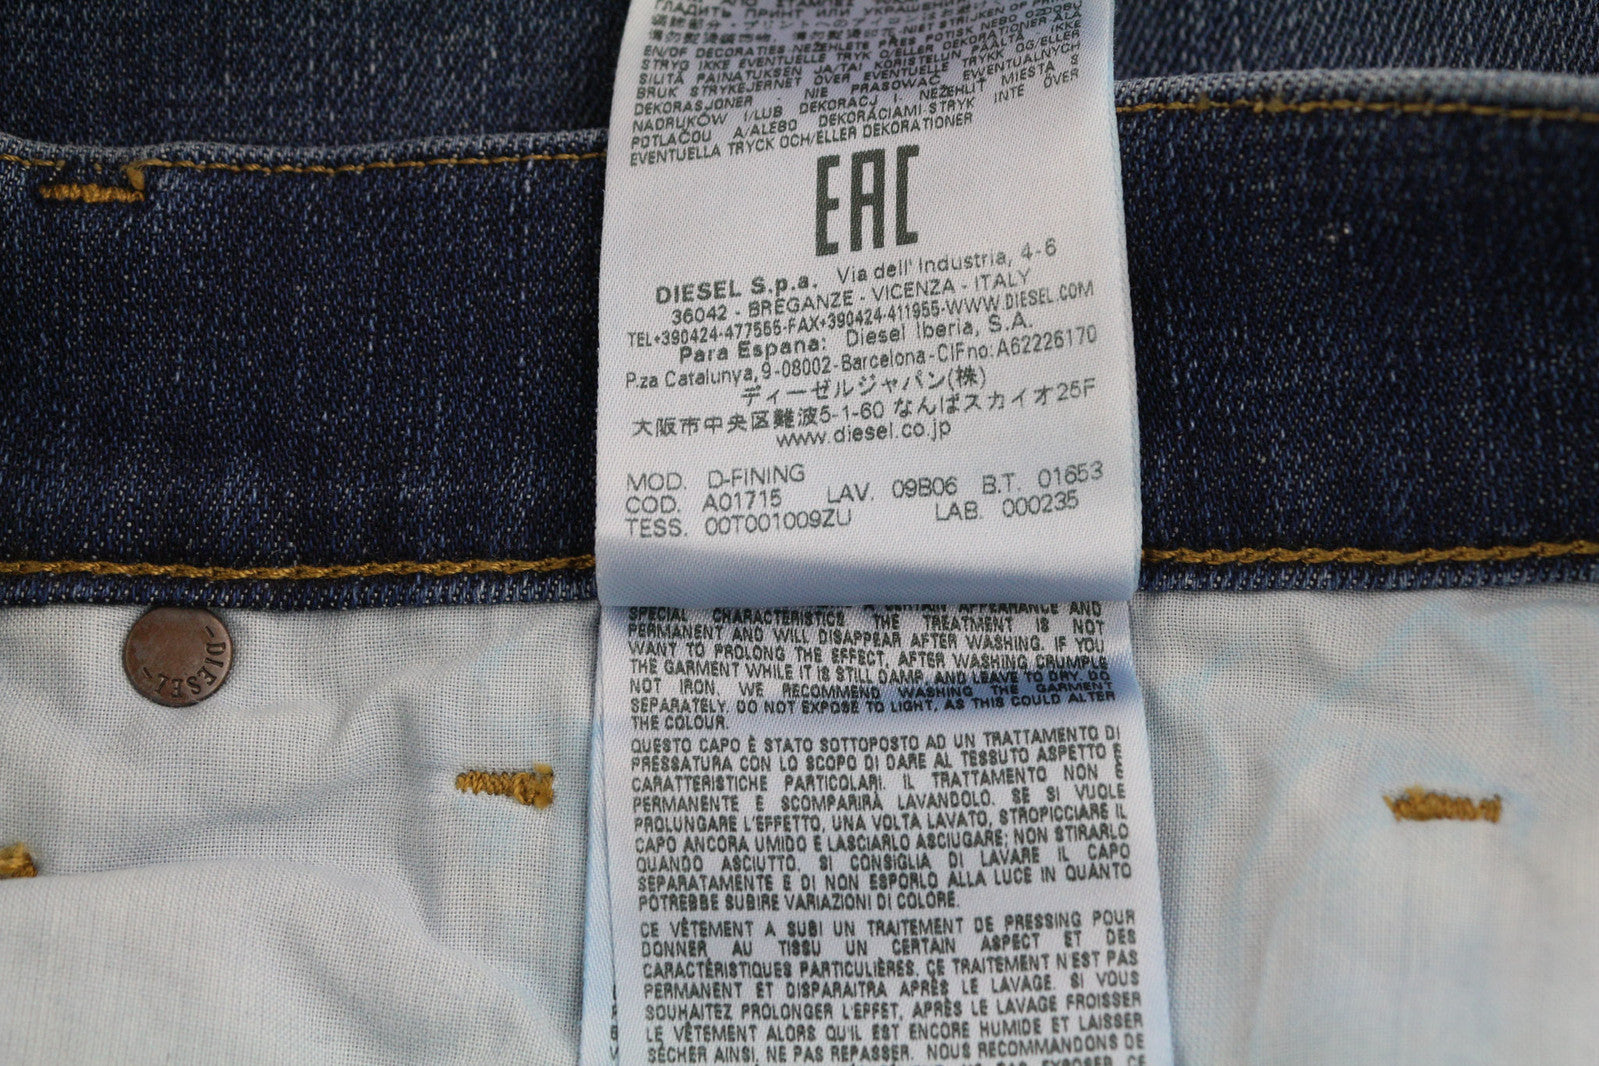 ГЛАДИТЬ ПРИНТ ИЛИ УКРАШЕНИЯ
EN/OF DECORATIES NEŽEHLETE PŘES POTISK NEBO OZDOBU
STRYG IKKE EVENTUELLE TRYK O/ELLER DEKORATIONER ÄLÄ
SILITÄ PAINATUKSEN JA/TAI KORISTELUN PÄÄLTÄ IKKE
BRUK STRYKEJERNET OVER EVENTUELLE TRYKK OG/ELLER
DEKORASJONER NIE PRASOWAĆ EWENTUALNYCH
NADRUKÓW I/LUB DEKORACJI NEŽEHLIT MIESTA S
POTLAČOU A/ALEBO DEKORÁCIAMI STRYK INTE ÖVER
EVENTUELLA TRYCK OCH/ELLER DEKORATIONER
EAC
DIESEL S.p.a. Via dell' Industria, 4-6
36042 - BREGANZE - VICENZA - ITALY
TEL+390424-477555-FAX+390424-411955-WWW.DIESEL.COM
Para Espana: Diesel Iberia, S.A.
P.za Catalunya, 9-08002-Barcelona-CIFno:A62226170
ディーゼルジャパン(株)
大阪市中央区難波5-1-60 なんばスカイオ25F
www.diesel.co.jp
MOD. D-FINING
COD. A01715 LAV. 09B06 B.T. 01653
TESS. 00T001009ZU LAB. 000235
SPECIAL CHARACTERISTICS THE TREATMENT IS NOT
PERMANENT AND WILL DISAPPEAR AFTER WASHING. IF YOU
WANT TO PROLONG THE EFFECT, AFTER WASHING CRUMPLE
THE GARMENT WHILE IT IS STILL DAMP, AND LEAVE TO DRY. DO
NOT IRON. WE RECOMMEND WASHING THE GARMENT
SEPARATELY. DO NOT EXPOSE TO LIGHT, AS THIS COULD ALTER
THE COLOUR.
QUESTO CAPO È STATO SOTTOPOSTO AD UN TRATTAMENTO DI
PRESSATURA CON LO SCOPO DI DARE AL TESSUTO ASPETTO E
CARATTERISTICHE PARTICOLARI. IL TRATTAMENTO NON È
PERMANENTE E SCOMPARIRÀ LAVANDOLO. SE SI VUOLE
PROLUNGARE L'EFFETTO, UNA VOLTA LAVATO, STROPICCIARE IL
CAPO ANCORA UMIDO E LASCIARLO ASCIUGARE; NON STIRARLO
QUANDO ASCIUTTO. SI CONSIGLIA DI LAVARE IL CAPO
SEPARATAMENTE E DI NON ESPORLO ALLA LUCE IN QUANTO
POTREBBE SUBIRE VARIAZIONI DI COLORE.
CE VÊTEMENT A SUBI UN TRAITEMENT DE PRESSING POUR
DONNER AU TISSU UN CERTAIN ASPECT ET DES
CARACTÉRISTIQUES PARTICULIÈRES. CE TRAITEMENT N'EST PAS
PERMANENT ET DISPARAITRA APRÈS LE LAVAGE. SI VOUS
SOUHAITEZ PROLONGER L'EFFET, APRÈS LE LAVAGE FROISSER
LE VÊTEMENT ALORS QU'IL EST ENCORE HUMIDE ET LAISSER
SÉCHER AINSI, NE PAS REPASSER. NOUS RECOMMANDONS DE
-DIESEL-